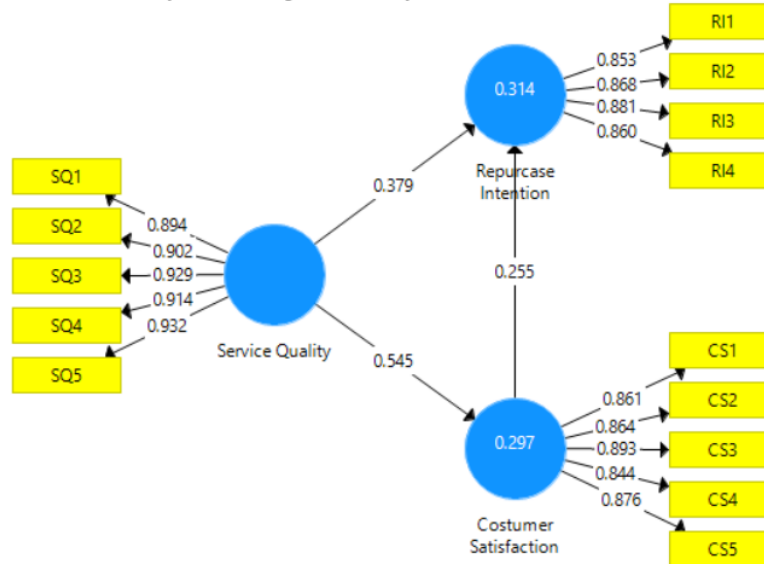 RI1
0.853
RI2
0.868
0.314
0.881
RI3
0.860
RI4
Repurcase
Intention
SQ1
0.379
SQ2
0.894
0.902
SQ3
0.929
0.914
SQ4
0.932
SQ5
Service Quality
0.255
0.545
CS1
0.861
CS2
0.864
0.297
0.893
CS3
0.844
CS4
0.876
CS5
Costumer
Satisfaction